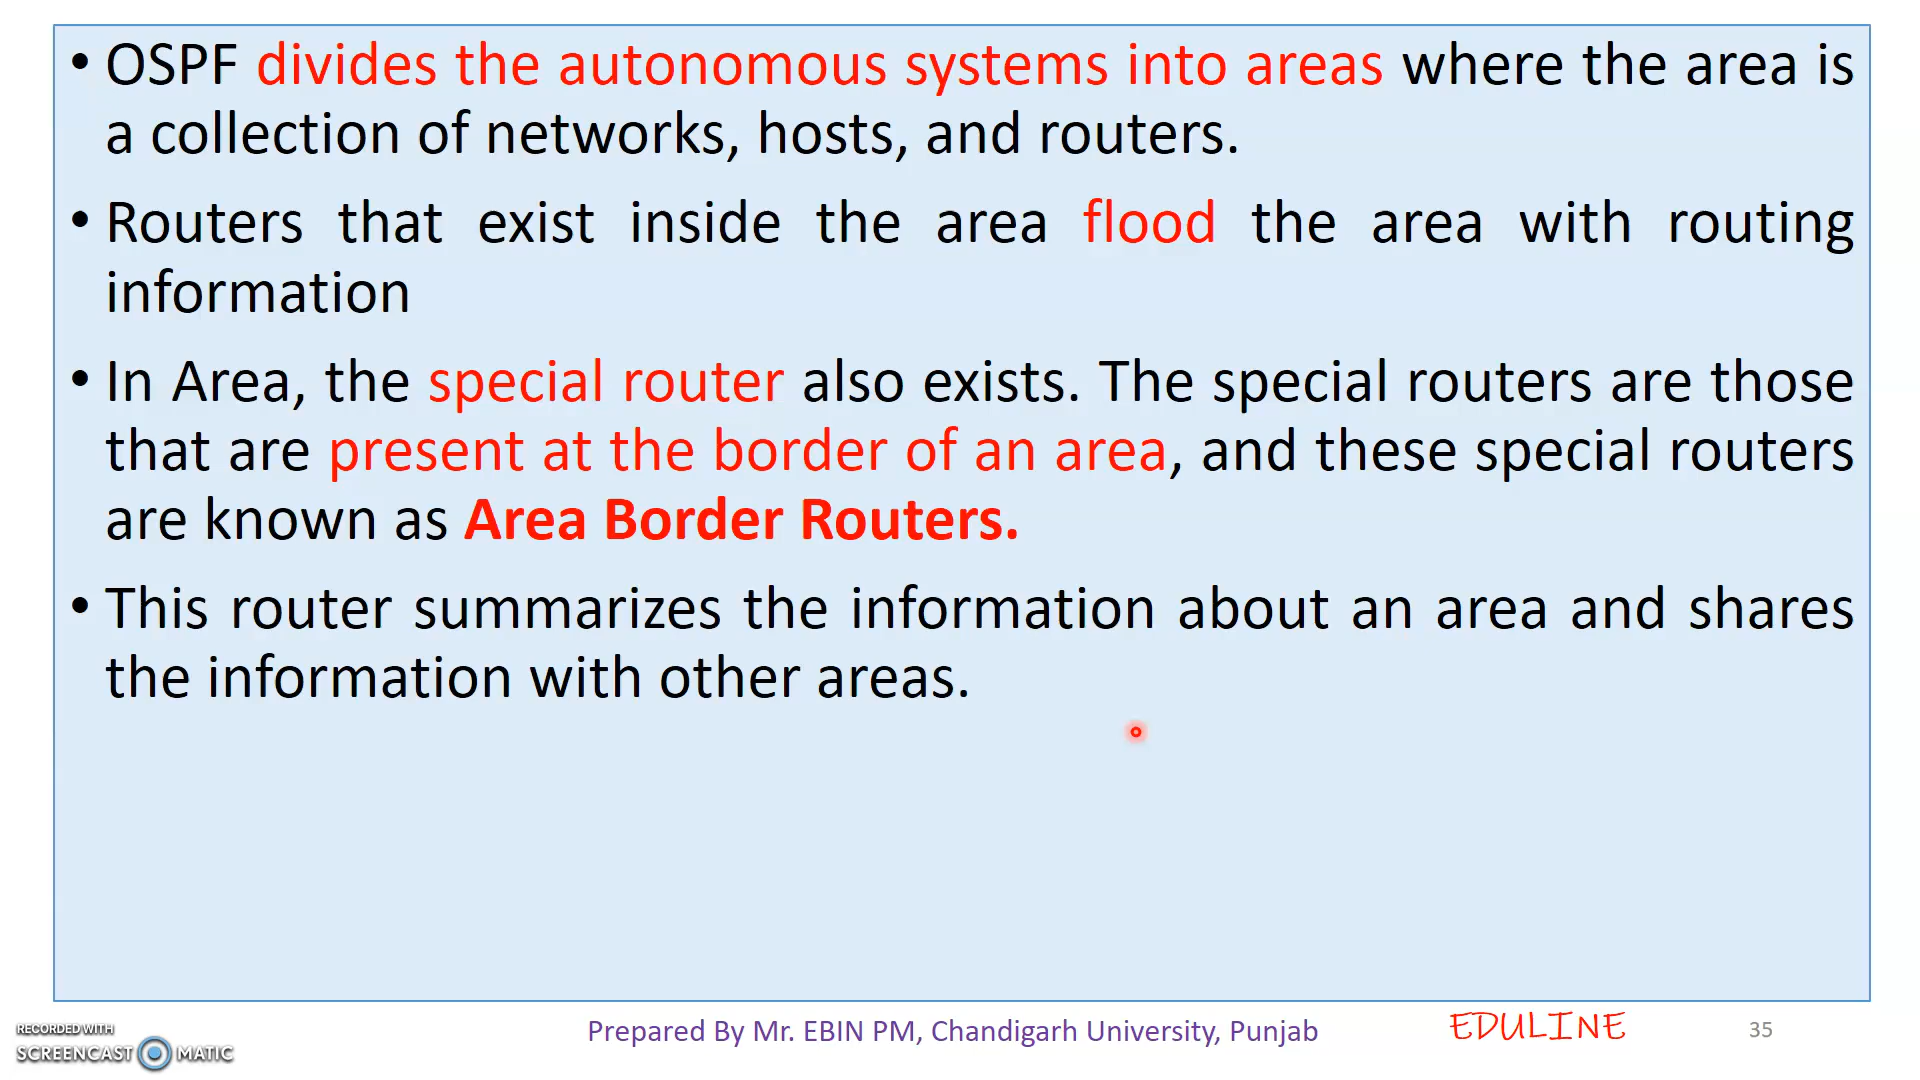 • OSPF divides the autonomous systems into areas where the area is
a collection of networks, hosts, and routers.
• Routers that exist inside the area flood the area with routing
information
• In Area, the special router also exists. The special routers are those
that are present at the border of an area, and these special routers
are known as Area Border Routers.
• This router summarizes the information about an area and shares
the information with other areas.
Prepared By Mr. EBIN PM, Chandigarh University, Punjab
EDULINE
35
RECORDED WITH
SCREENCAST MATIC